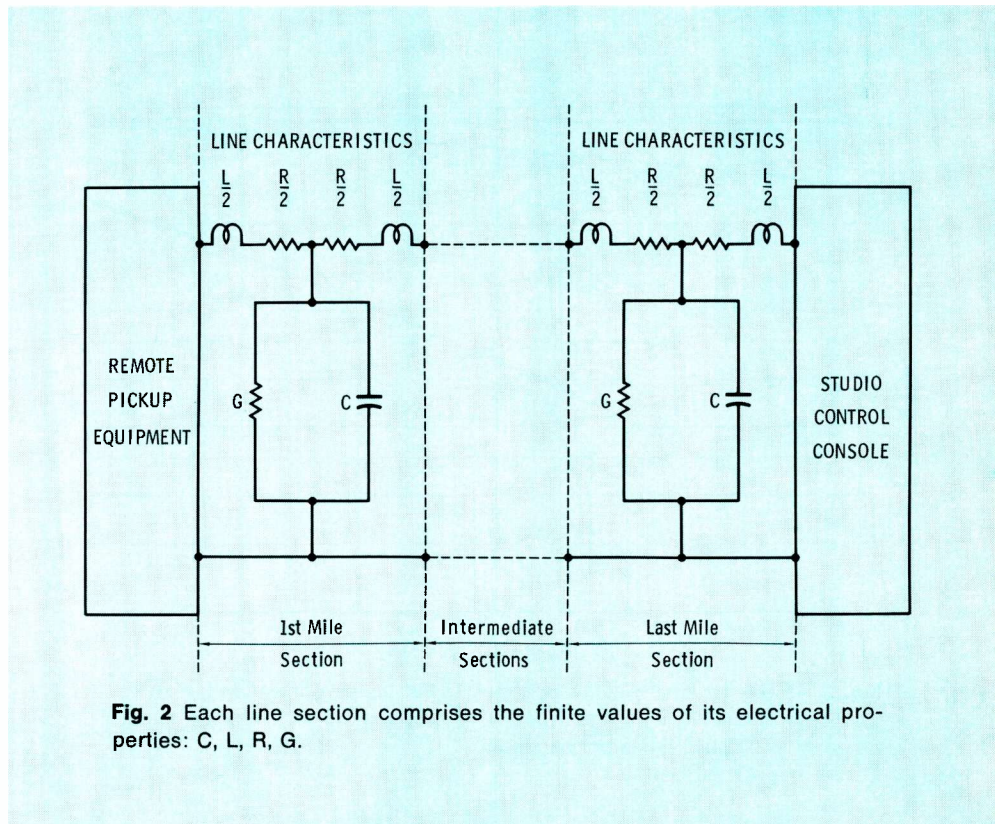 LINE CHARACTERISTICS
LINE CHARACTERISTICS
L/2 R/2 R/2 L/2
L/2 R/2 R/2 L/2
REMOTE
PICKUP
EQUIPMENT
G
C
G
C
STUDIO
CONTROL
CONSOLE
1st Mile
Section
Intermediate
Sections
Last Mile
Section
Fig. 2 Each line section comprises the finite values of its electrical pro-
perties: C, L, R, G.